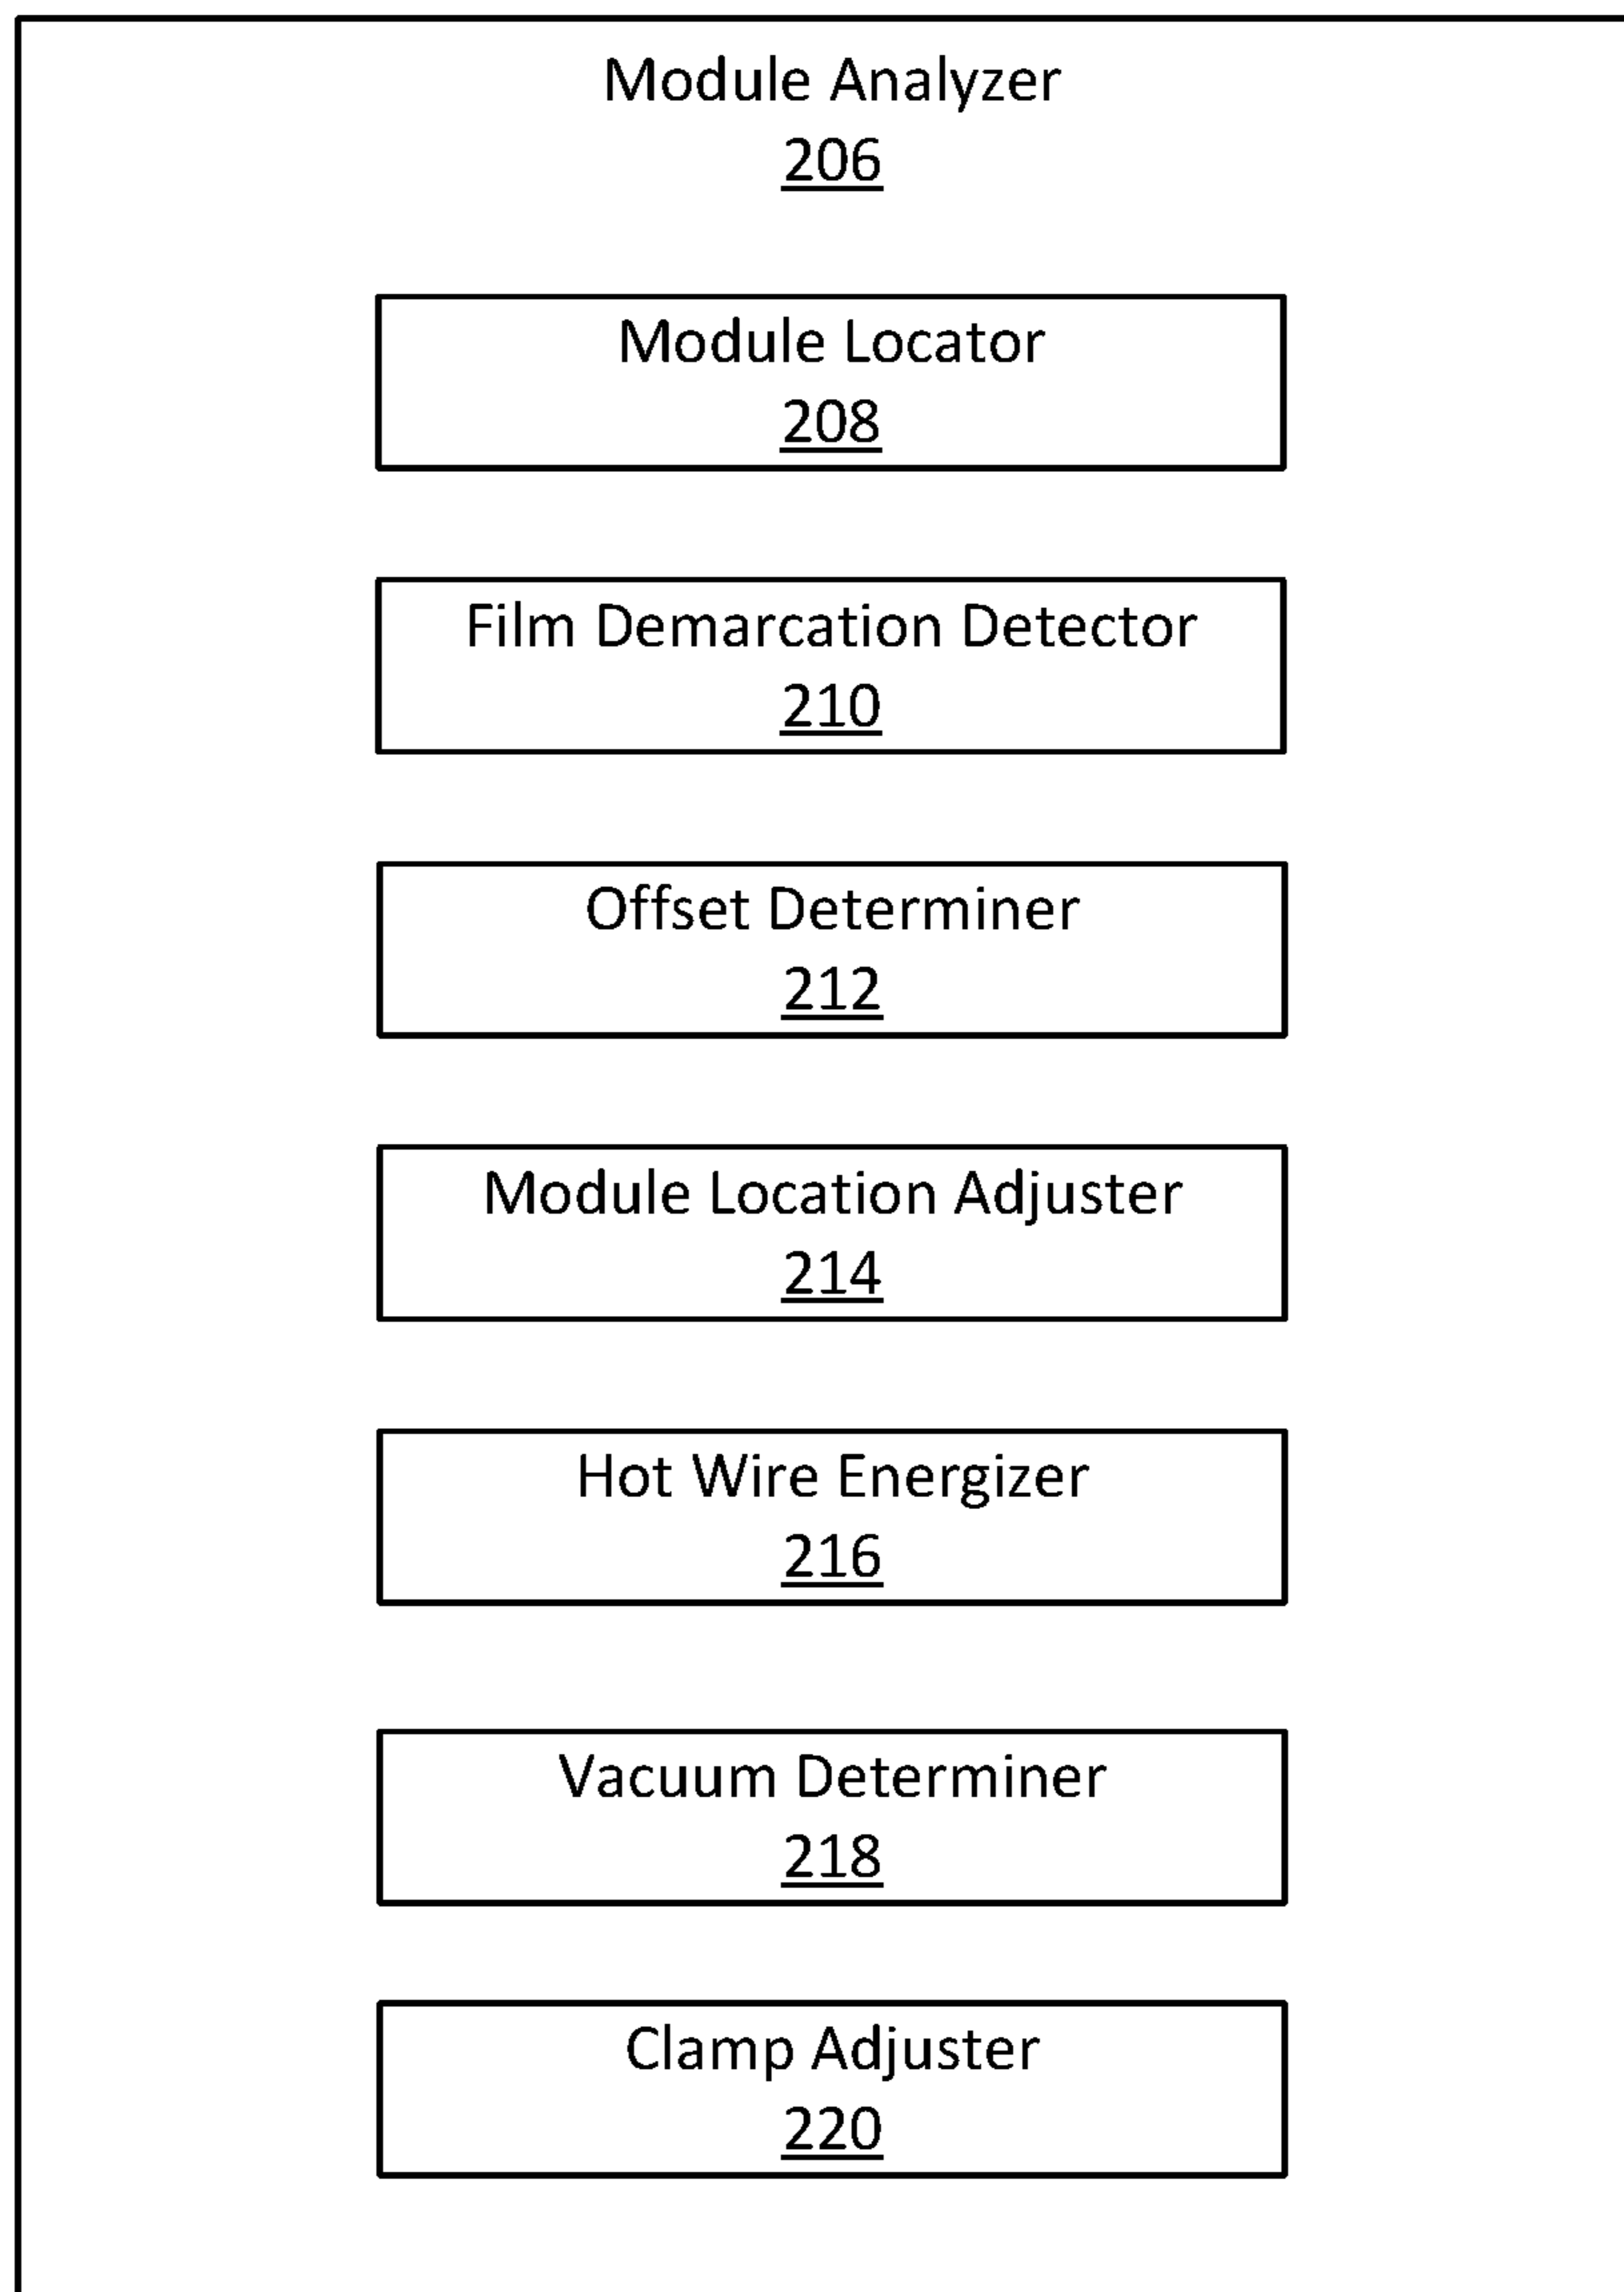 Module Analyzer
206
Module Locator
208
Film Demarcation Detector
210
Offset Determiner
212
Module Location Adjuster
214
Hot Wire Energizer
216
Vacuum Determiner
218
Clamp Adjuster
220